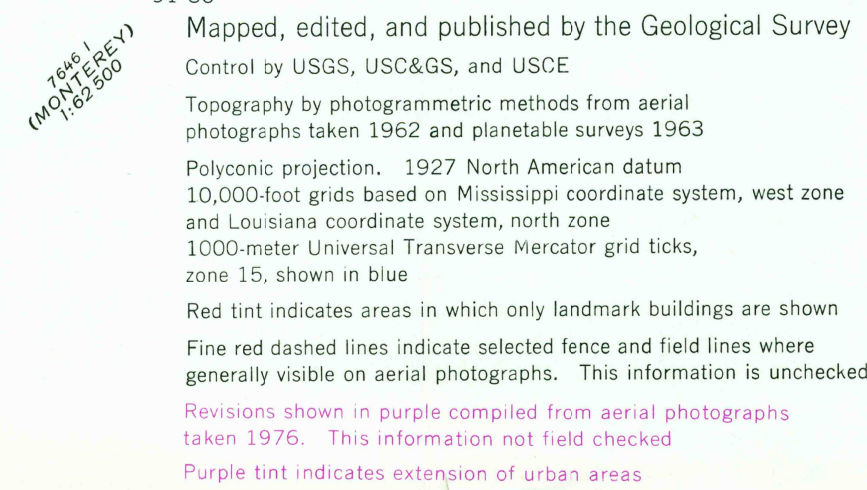 7646 I
(MONTEREY)
1:62 500
Mapped, edited, and published by the Geological Survey
Control by USGS, USC&GS, and USCE
Topography by photogrammetric methods from aerial
photographs taken 1962 and planetable surveys 1963
Polyconic projection. 1927 North American datum
10,000-foot grids based on Mississippi coordinate system, west zone
and Louisiana coordinate system, north zone
1000-meter Universal Transverse Mercator grid ticks,
zone 15, shown in blue
Red tint indicates areas in which only landmark buildings are shown
Fine red dashed lines indicate selected fence and field lines where
generally visible on aerial photographs. This information is unchecked
Revisions shown in purple compiled from aerial photographs
taken 1976. This information not field checked
Purple tint indicates extension of urban areas